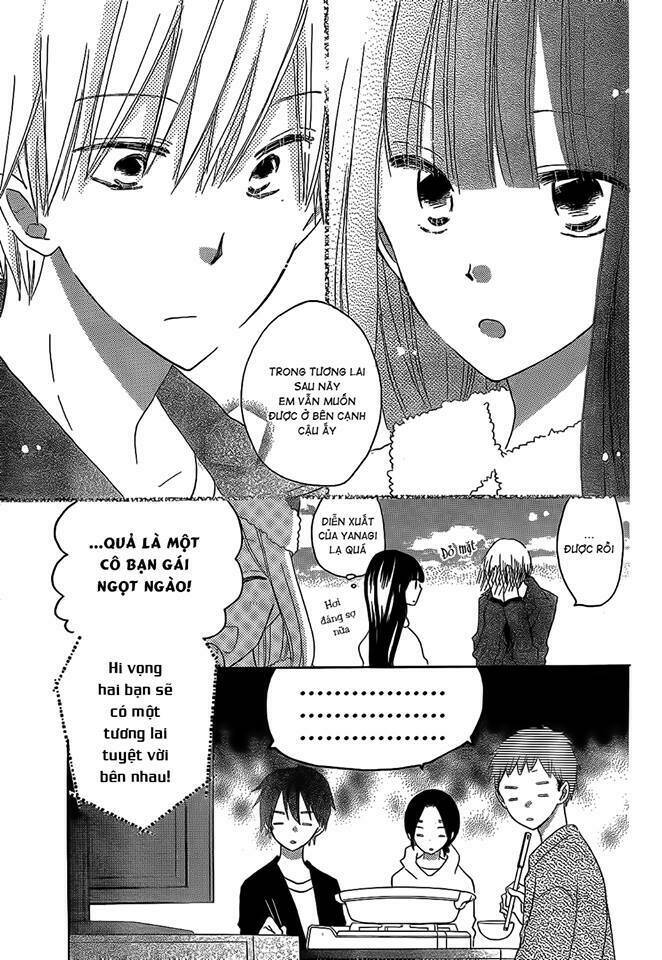 TRONG TƯƠNG LAI
SAU NÀY
EM VẪN MUỐN
ĐƯỢC Ở BÊN CẠNH
CẬU ẤY
...ĐƯỢC RỒI
Đỏ mặt
DIỄN XUẤT
CỦA YANAGI
LẠ QUÁ
Hơi
đáng sợ
nữa
...QUẢ LÀ MỘT
CÔ BẠN GÁI
NGỌT NGÀO!
Hi vọng
hai bạn sẽ
có một
tương lai
tuyệt vời
bên nhau!
..................
..................
..................